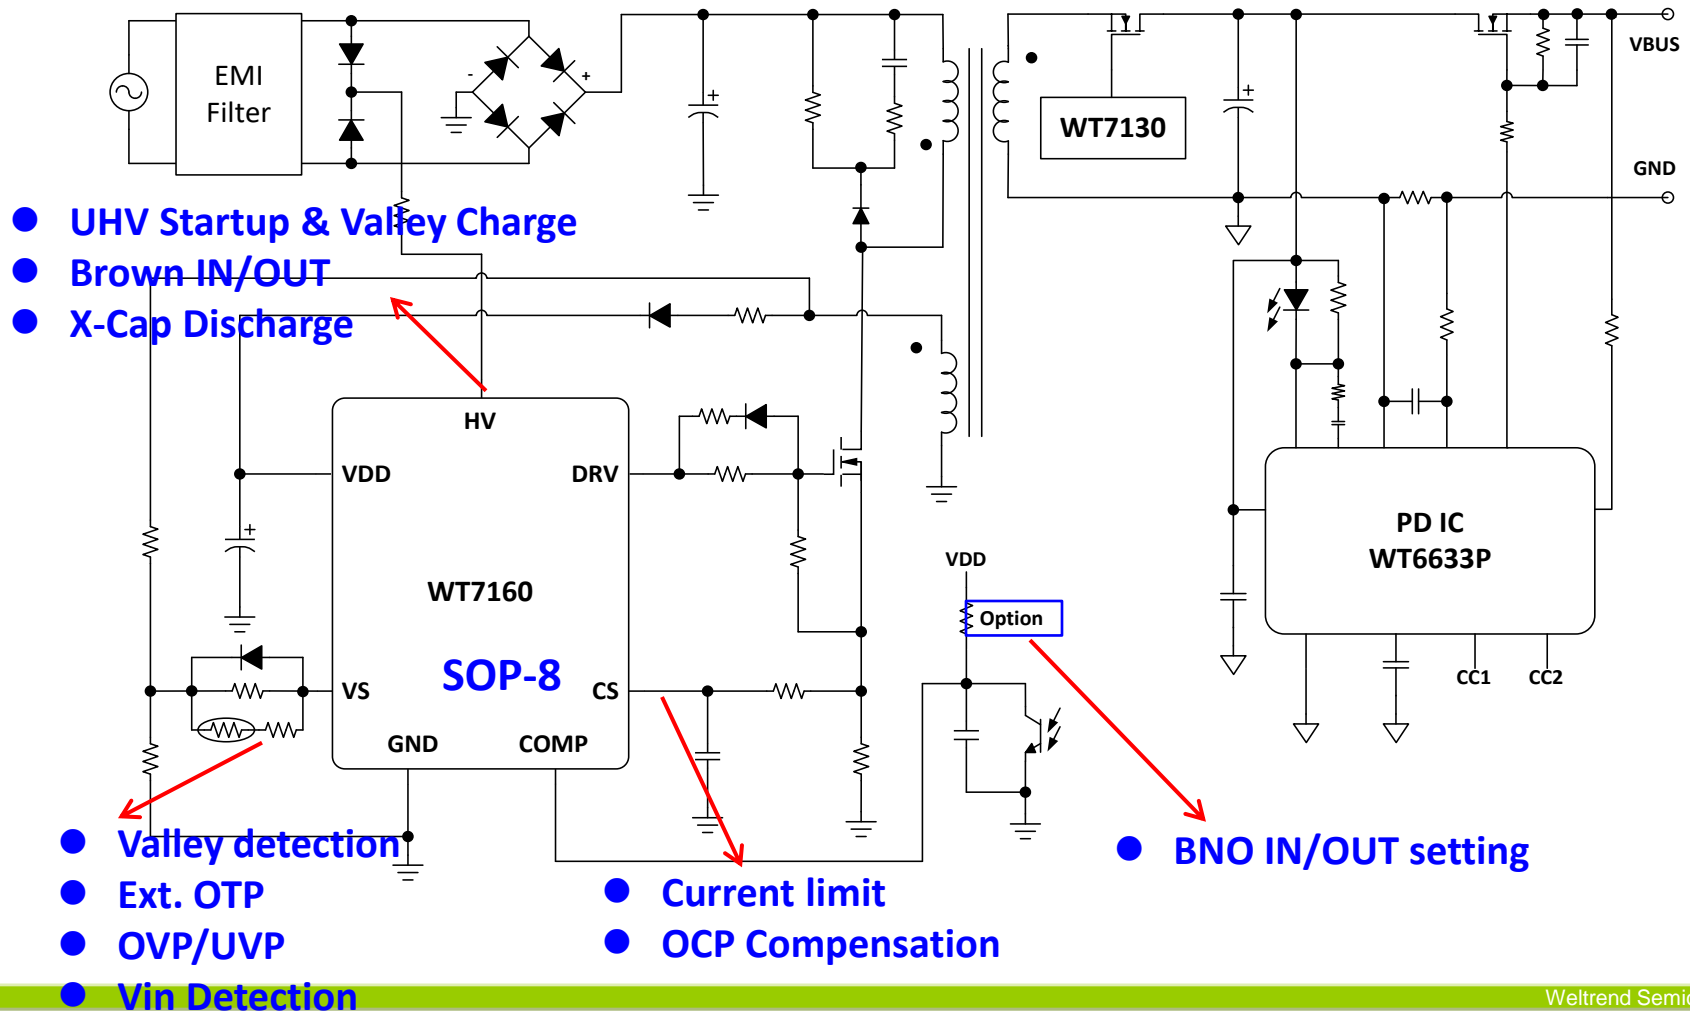 EMI
Filter
-
+
+
+
VBUS
WT7130
GND
● UHV Startup & Valley Charge
● Brown IN/OUT
● X-Cap Discharge
HV
VDD
DRV
+
WT7160
SOP-8
VS
CS
GND
COMP
VDD
Option
PD IC
WT6633P
CC1
CC2
● Valley detection
● Ext. OTP
● OVP/UVP
● Vin Detection
● Current limit
● OCP Compensation
● BNO IN/OUT setting
Weltrend Semic